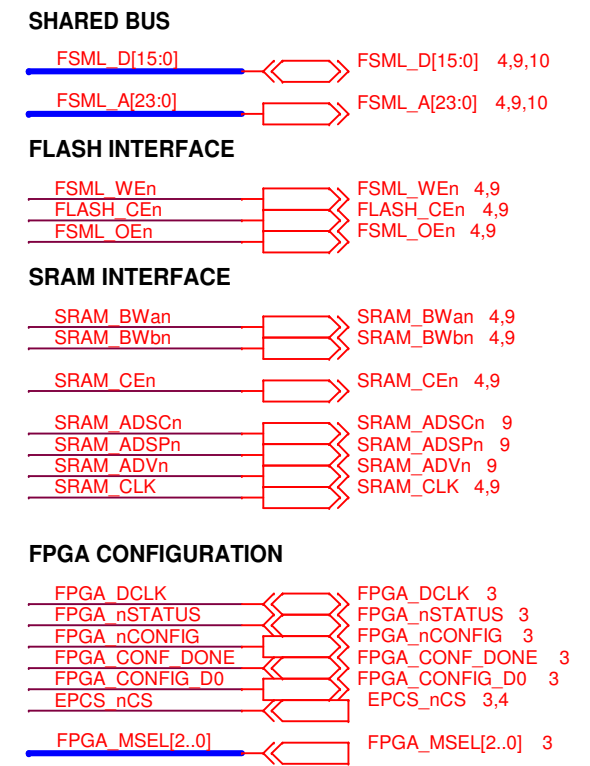 SHARED BUS
FSML_D[15:0] FSML_D[15:0] 4,9,10
FSML_A[23:0] FSML_A[23:0] 4,9,10
FLASH INTERFACE
FSML_WEn FSML_WEn 4,9
FLASH_CEn FLASH_CEn 4,9
FSML_OEn FSML_OEn 4,9
SRAM INTERFACE
SRAM_BWan SRAM_BWan 4,9
SRAM_BWbn SRAM_BWbn 4,9
SRAM_CEn SRAM_CEn 4,9
SRAM_ADSCn SRAM_ADSCn 9
SRAM_ADSPn SRAM_ADSPn 9
SRAM_ADVn SRAM_ADVn 9
SRAM_CLK SRAM_CLK 4,9
FPGA CONFIGURATION
FPGA_DCLK FPGA_DCLK 3
FPGA_nSTATUS FPGA_nSTATUS 3
FPGA_nCONFIG FPGA_nCONFIG 3
FPGA_CONF_DONE FPGA_CONF_DONE 3
FPGA_CONFIG_D0 FPGA_CONFIG_D0 3
EPCS_nCS EPCS_nCS 3,4
FPGA_MSEL[2..0] FPGA_MSEL[2..0] 3